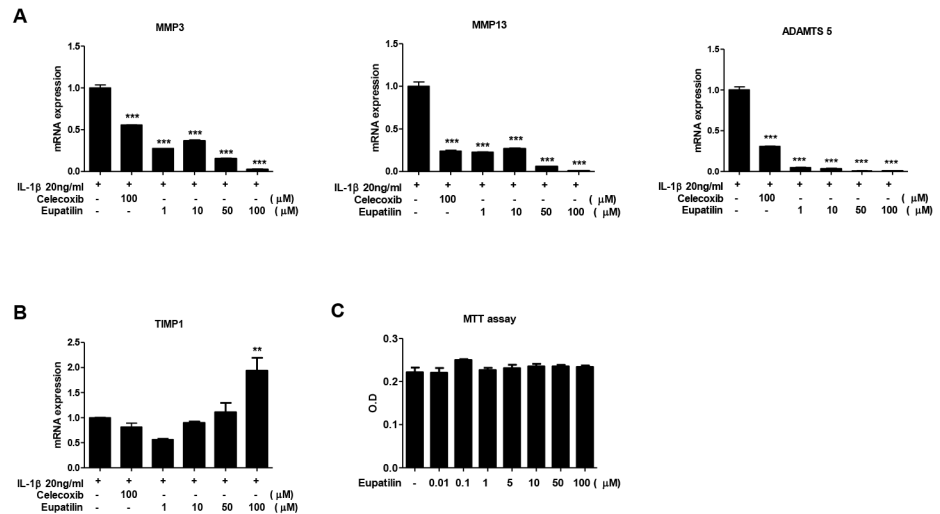 A
MMP3
mRNA expression
1.5
1.0
0.5
0.0
***
***
***
***
***
IL-1β 20ng/ml + + + + + +
Celecoxib - 100 - - - - ( μM)
Eupatilin - - 1 10 50 100 (μM)
MMP13
mRNA expression
1.5
1.0
0.5
0.0
***
***
***
***
***
IL-1β 20ng/ml + + + + + +
Celecoxib - 100 - - - - ( μM)
Eupatilin - - 1 10 50 100 (μM)
ADAMTS 5
mRNA expression
1.5
1.0
0.5
0.0
***
***
***
***
***
IL-1β 20ng/ml + + + + + +
Celecoxib - 100 - - - - ( μM)
Eupatilin - - 1 10 50 100 (μM)
B
TIMP1
mRNA expression
2.5
2.0
1.5
1.0
0.5
0.0
**
IL-1β 20ng/ml + + + + + +
Celecoxib - 100 - - - - ( μM)
Eupatilin - - 1 10 50 100 (μM)
C
MTT assay
O.D
0.3
0.2
0.1
0.0
Eupatilin - 0.01 0.1 1 5 10 50 100 ( μM)